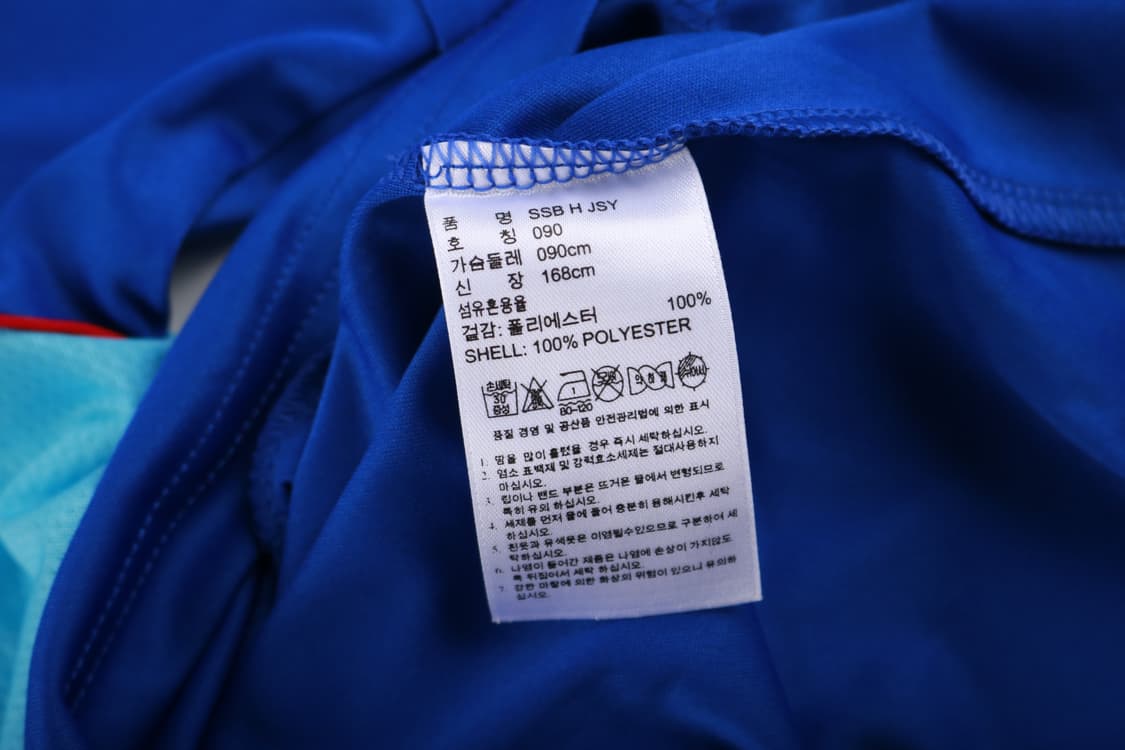 품 명 SSB H JSY
호 칭 090
가슴둘레 090cm
신 장 168cm
섬유혼용율
걸감: 폴리에스터 100%
SHELL: 100% POLYESTER
손세탁 30 중성
80-120
품질 경영 및 공산품 안전관리법에 의한 표시
1. 땀을 많이 흘렸을 경우 즉시 세탁하십시오.
2. 염소 표백제 및 강력효소세제는 절대사용하지
마십시오.
3. 립이나 밴드 부분은 뜨거운 물에서 변형되므로
특히 유의 하십시오.
4. 세제를 먼저 물에 풀어 충분히 용해시킨후 세탁
하십시오.
5. 흰옷과 유색옷은 이염될수있으므로 구분하여 세
탁하십시오.
6. 나염이 들어간 제품은 나염에 손상이 가지않도
록 뒤집어서 세탁 하십시오.
7. 강한 마찰에 의한 화상의 위험이 있으니 유의하
십시오.